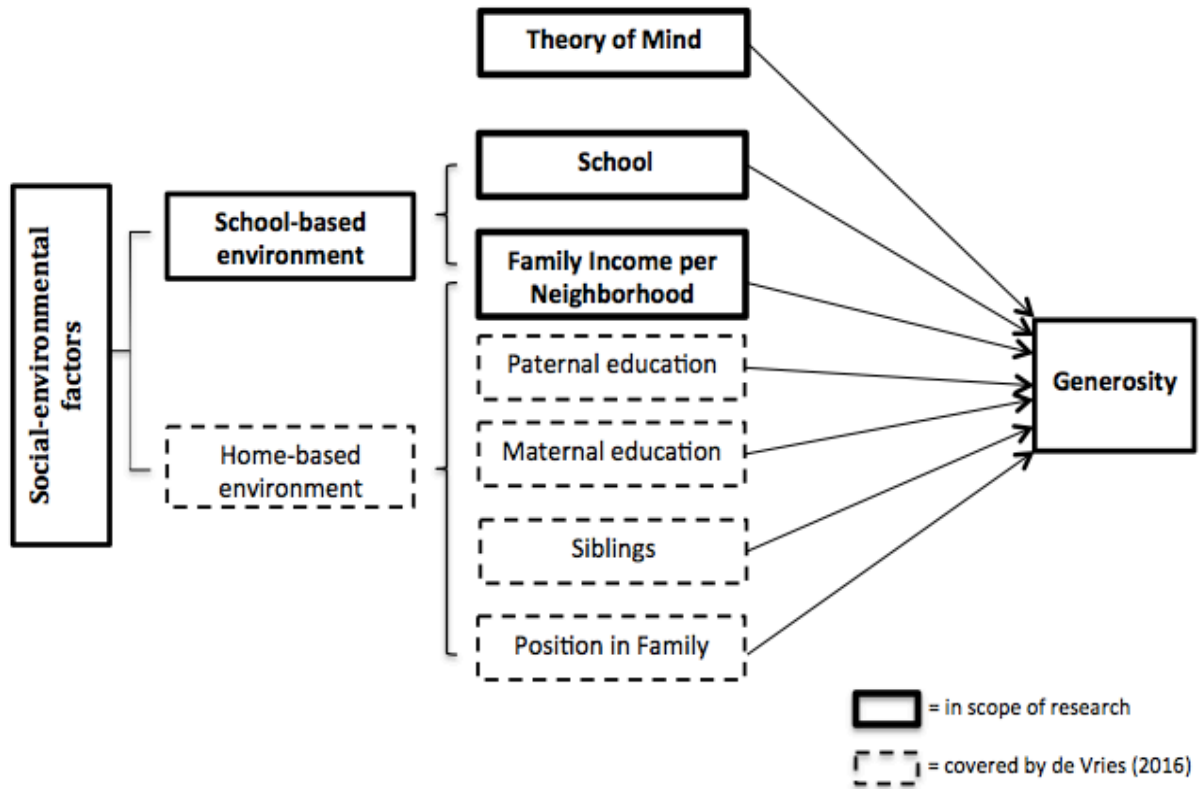 Theory of Mind
School
Social-environmental
factors
School-based
environment
Family Income per
Neighborhood
Paternal education
Generosity
Home-based
environment
Maternal education
Siblings
Position in Family
= in scope of research
= covered by de Vries (2016)